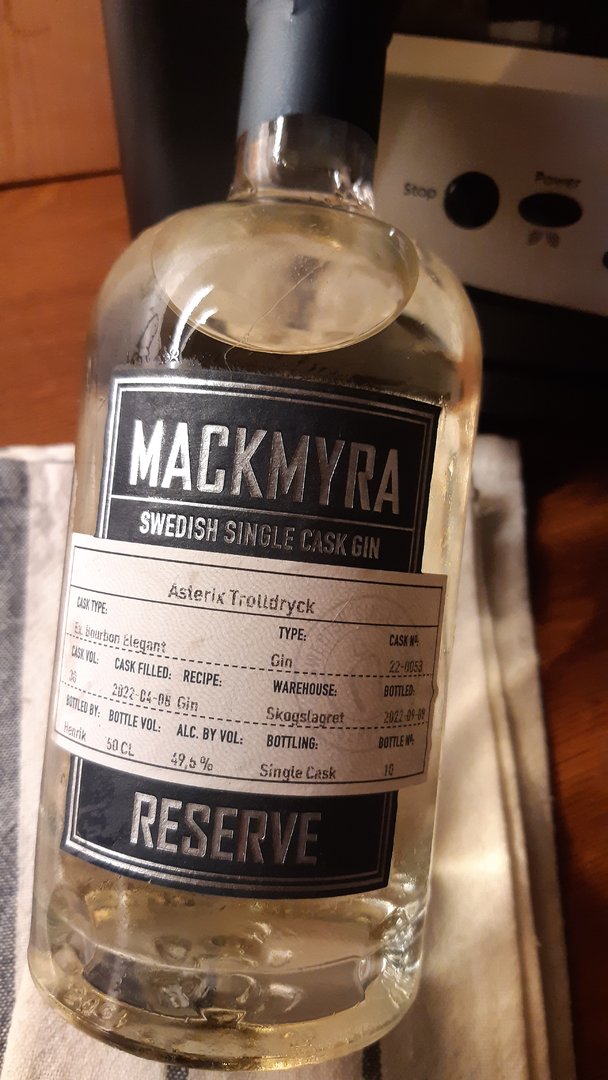 Stop
Power
MACKMYRA
SWEDISH SINGLE CASK GIN
Asterix Trolldryck
CASK TYPE: TYPE: CASK Nº:
Ex Bourbon Elegant Gin 22-0053
CASK VOL: CASK FILLED: RECIPE: WAREHOUSE: BOTTLED:
30 2022-04-08 Gin Skogslagret 2022-09-08
BOTTLED BY: BOTTLE VOL: ALC. BY VOL: BOTTLING: BOTTLE Nº:
Henrik 50 CL 49,6 % Single Cask 10
RESERVE